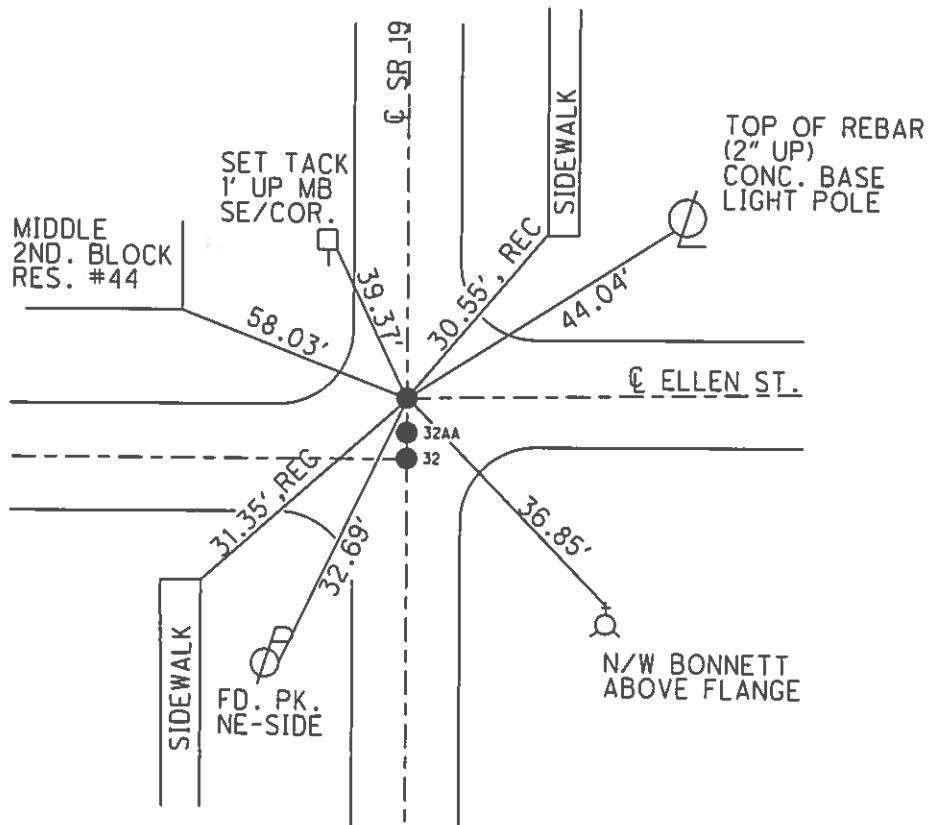 ℄ SR 19
SIDEWALK
TOP OF REBAR
(2" UP)
CONC. BASE
LIGHT POLE
SET TACK
1' UP MB
SE/COR.
MIDDLE
2ND. BLOCK
RES. #44
58.03'
39.37'
30.55', REC
44.04'
℄ ELLEN ST.
32AA
32
31.35', REG
32.69'
36.85'
SIDEWALK
FD. PK.
NE-SIDE
N/W BONNETT
ABOVE FLANGE